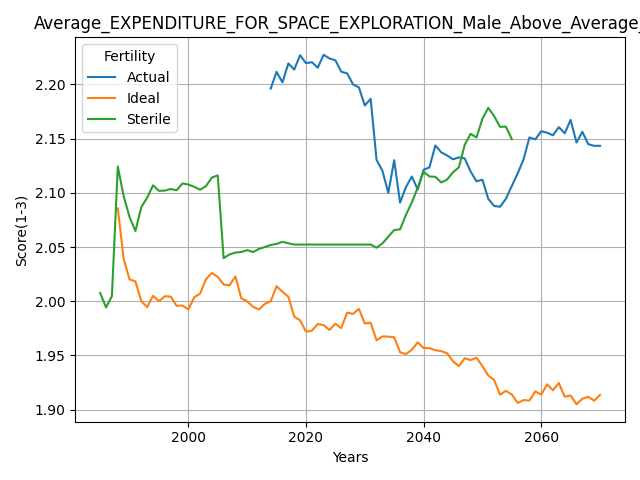 Average_EXPENDITURE_FOR_SPACE_EXPLORATION_Male_Above_Average_
Fertility
Actual
Ideal
Sterile
Score(1-3)
2.20
2.15
2.10
2.05
2.00
1.95
1.90
2000
2020
2040
2060
Years